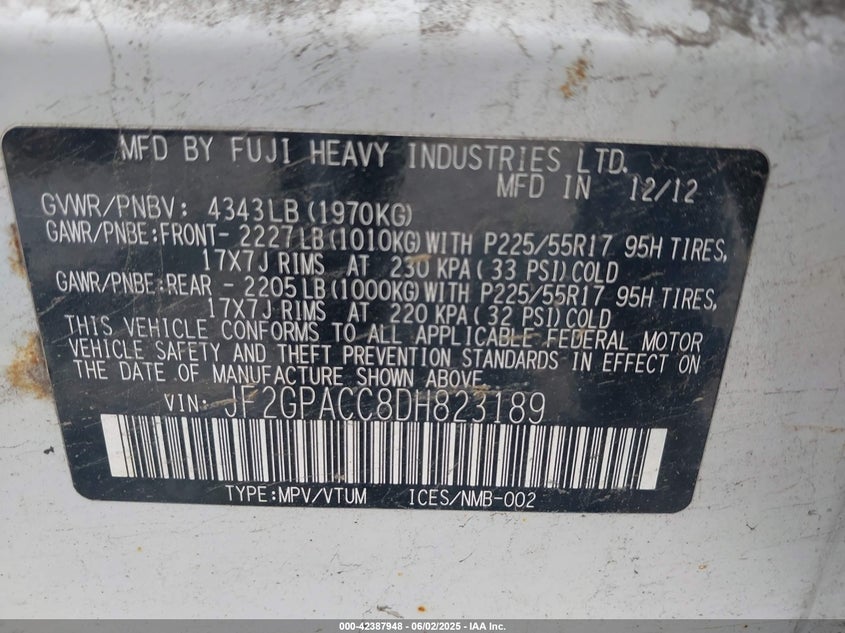 MFD BY FUJI HEAVY INDUSTRIES LTD.
MFD IN 12/12
GVWR/PNBV: 4343LB(1970KG)
GAWR/PNBE:FRONT-2227LB(1010KG)WITH P225/55R17 95H TIRES,
17X7J RIMS AT 230 KPA(33 PSI)COLD
GAWR/PNBE:REAR -2205LB(1000KG)WITH P225/55R17 95H TIRES,
17X7J RIMS AT 220 KPA(32 PSI)COLD
THIS VEHICLE CONFORMS TO ALL APPLICABLE FEDERAL MOTOR
VEHICLE SAFETY AND THEFT PREVENTION STANDARDS IN EFFECT ON
THE DATE OF MANUFACTURE SHOWN ABOVE.
VIN: JF2GPACC8DH823189
TYPE:MPV/VTUM ICES/NMB-002
000-42387948 - 06/02/2025 - IAA Inc.